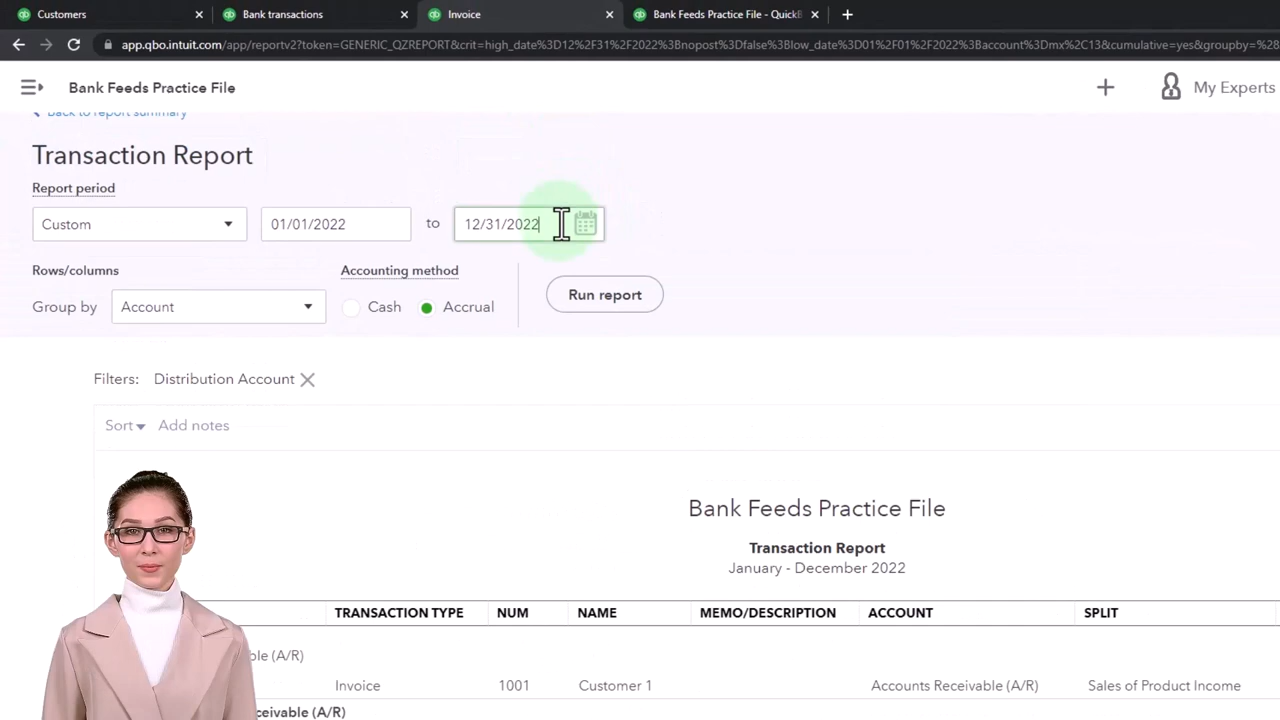 Customers
Bank transactions
Invoice
Bank Feeds Practice File - QuickB
app.qbo.intuit.com/app/reportv2?token=GENERIC_QZREPORT&crit=high_date%3D12%2F31%2F2022%3Bnopost%3Dfalse%3Blow_date%3D01%2F01%2F2022%3Baccount%3Dmx%2C13%3Bcumulative=yes&groupby=%28
Bank Feeds Practice File
My Experts
Back to report summary
Transaction Report
Report period
Custom
01/01/2022
to
12/31/2022
Rows/columns
Accounting method
Group by
Account
Cash
Accrual
Run report
Filters: Distribution Account
Sort
Add notes
Bank Feeds Practice File
Transaction Report
January - December 2022
TRANSACTION TYPE NUM NAME MEMO/DESCRIPTION ACCOUNT SPLIT
ble (A/R)
Invoice 1001 Customer 1 Accounts Receivable (A/R) Sales of Product Income
ceivable (A/R)